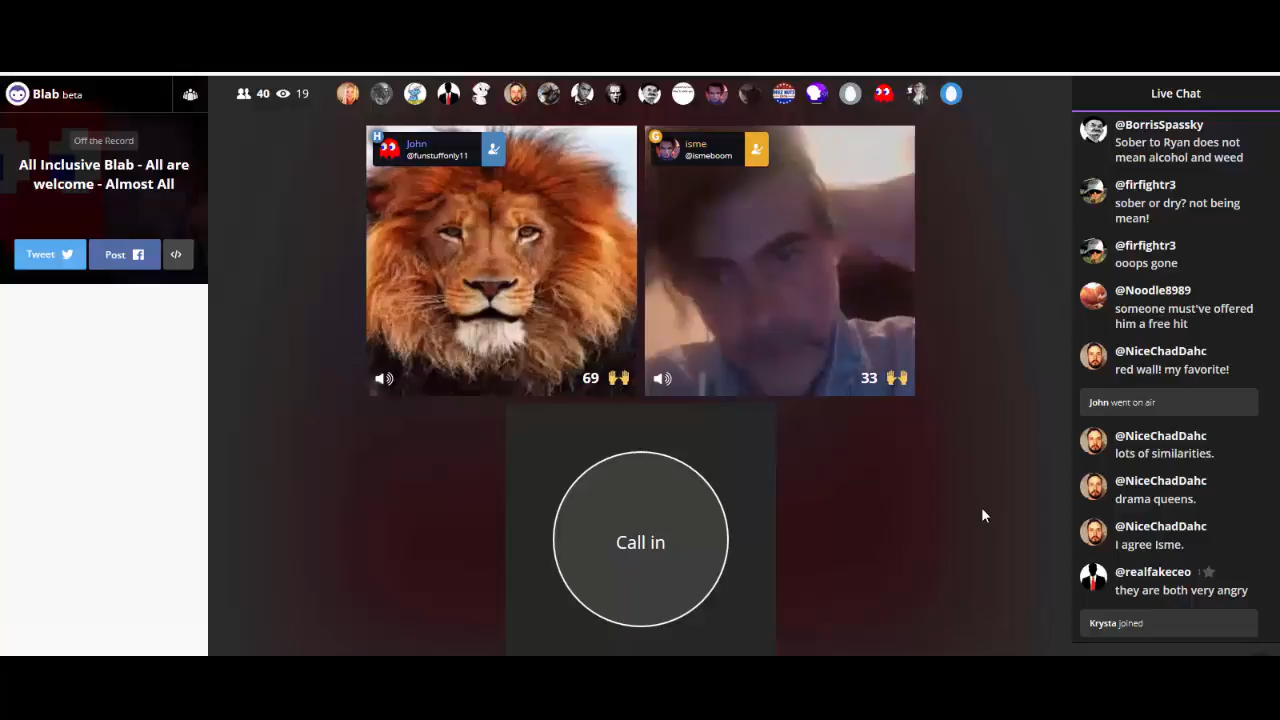 Blab beta
40 19
Off the Record
All Inclusive Blab - All are
welcome - Almost All
Tweet
Post
</>
H
John
@funstuffonly11
69
G
isme
@ismeboom
33
Call in
Live Chat
@BorrisSpassky
Sober to Ryan does not
mean alcohol and weed
@firfightr3
sober or dry? not being
mean!
@firfightr3
ooops gone
@Noodle8989
someone must've offered
him a free hit
@NiceChadDahc
red wall! my favorite!
John went on air
@NiceChadDahc
lots of similarities.
@NiceChadDahc
drama queens.
@NiceChadDahc
I agree Isme.
@realfakeceo 1
they are both very angry
Krysta joined